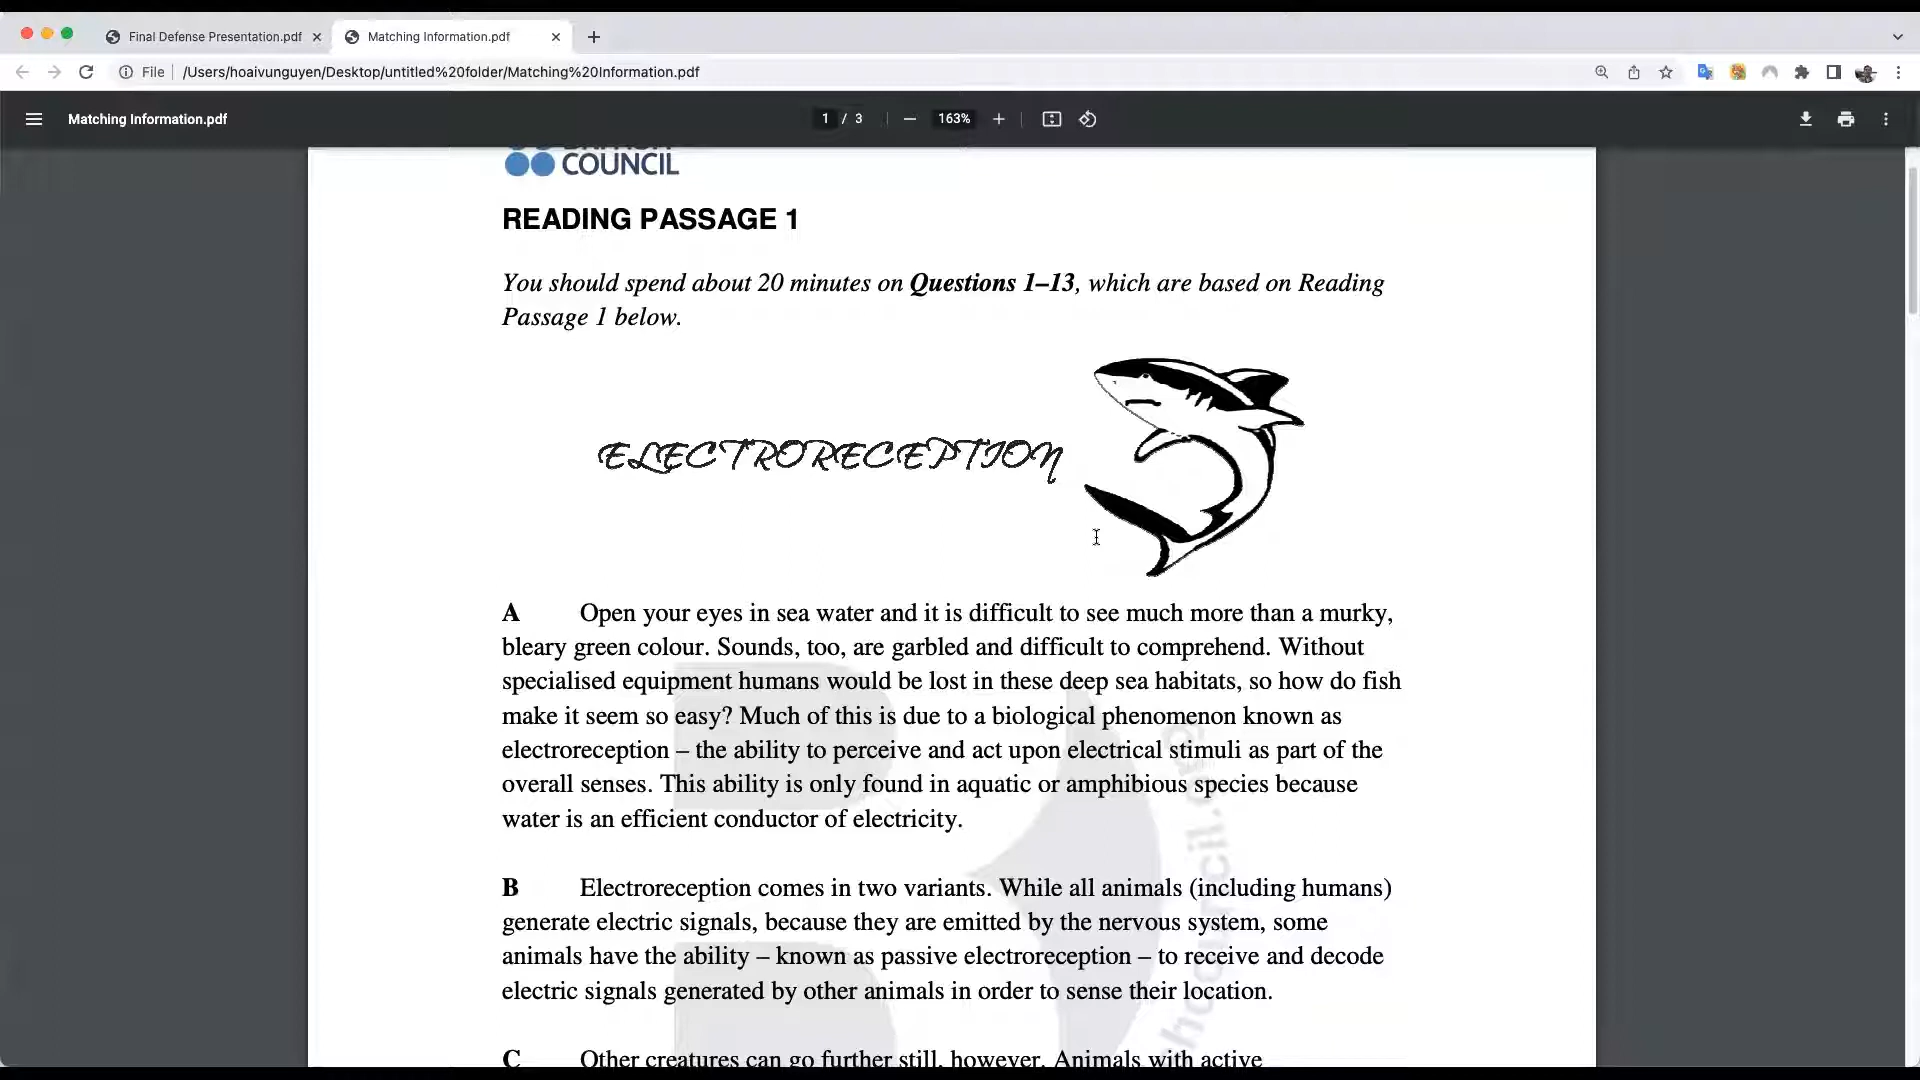 Final Defense Presentation.pdf
Matching Information.pdf
File
/Users/hoaivunguyen/Desktop/untitled%20folder/Matching%20Information.pdf
Matching Information.pdf
1 / 3
163%
COUNCIL
READING PASSAGE 1
You should spend about 20 minutes on Questions 1–13, which are based on Reading
Passage 1 below.
ELECTRORECEPTION
A Open your eyes in sea water and it is difficult to see much more than a murky,
bleary green colour. Sounds, too, are garbled and difficult to comprehend. Without
specialised equipment humans would be lost in these deep sea habitats, so how do fish
make it seem so easy? Much of this is due to a biological phenomenon known as
electroreception – the ability to perceive and act upon electrical stimuli as part of the
overall senses. This ability is only found in aquatic or amphibious species because
water is an efficient conductor of electricity.
B Electroreception comes in two variants. While all animals (including humans)
generate electric signals, because they are emitted by the nervous system, some
animals have the ability – known as passive electroreception – to receive and decode
electric signals generated by other animals in order to sense their location.
C Other creatures can go further still, however. Animals with active